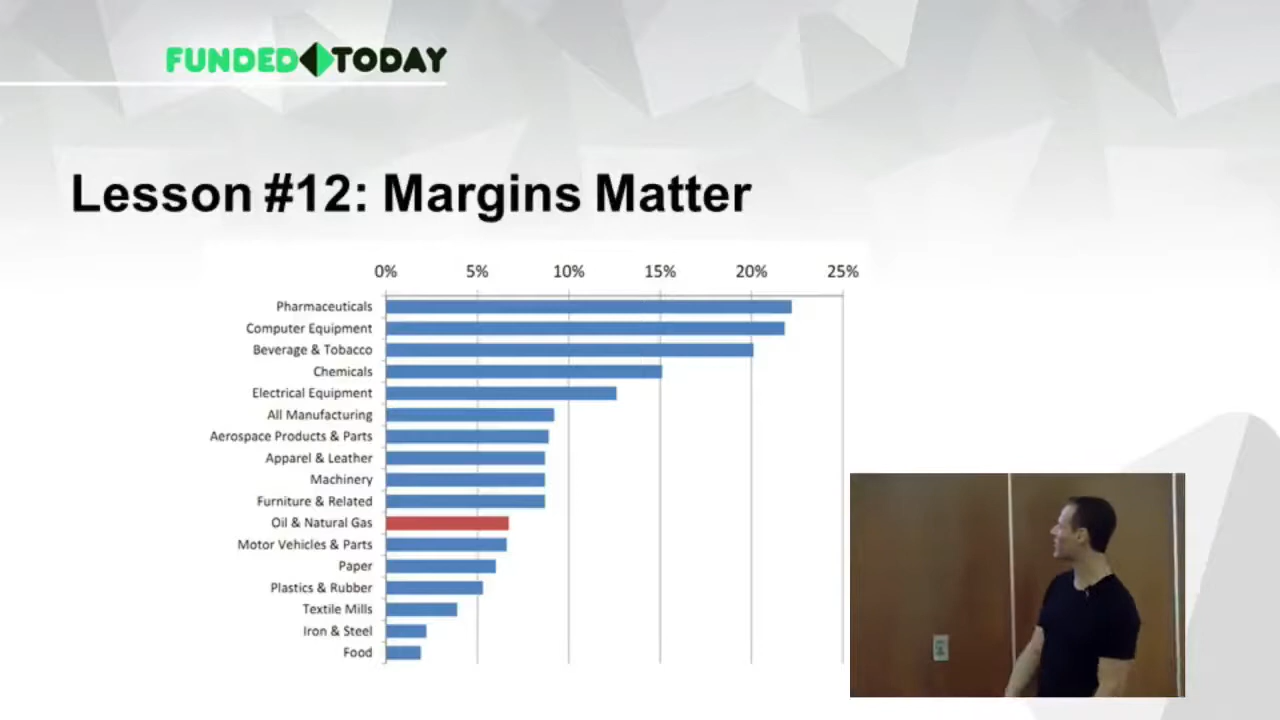 FUNDED TODAY
Lesson #12: Margins Matter
0% 5% 10% 15% 20% 25%
Pharmaceuticals
Computer Equipment
Beverage & Tobacco
Chemicals
Electrical Equipment
All Manufacturing
Aerospace Products & Parts
Apparel & Leather
Machinery
Furniture & Related
Oil & Natural Gas
Motor Vehicles & Parts
Paper
Plastics & Rubber
Textile Mills
Iron & Steel
Food